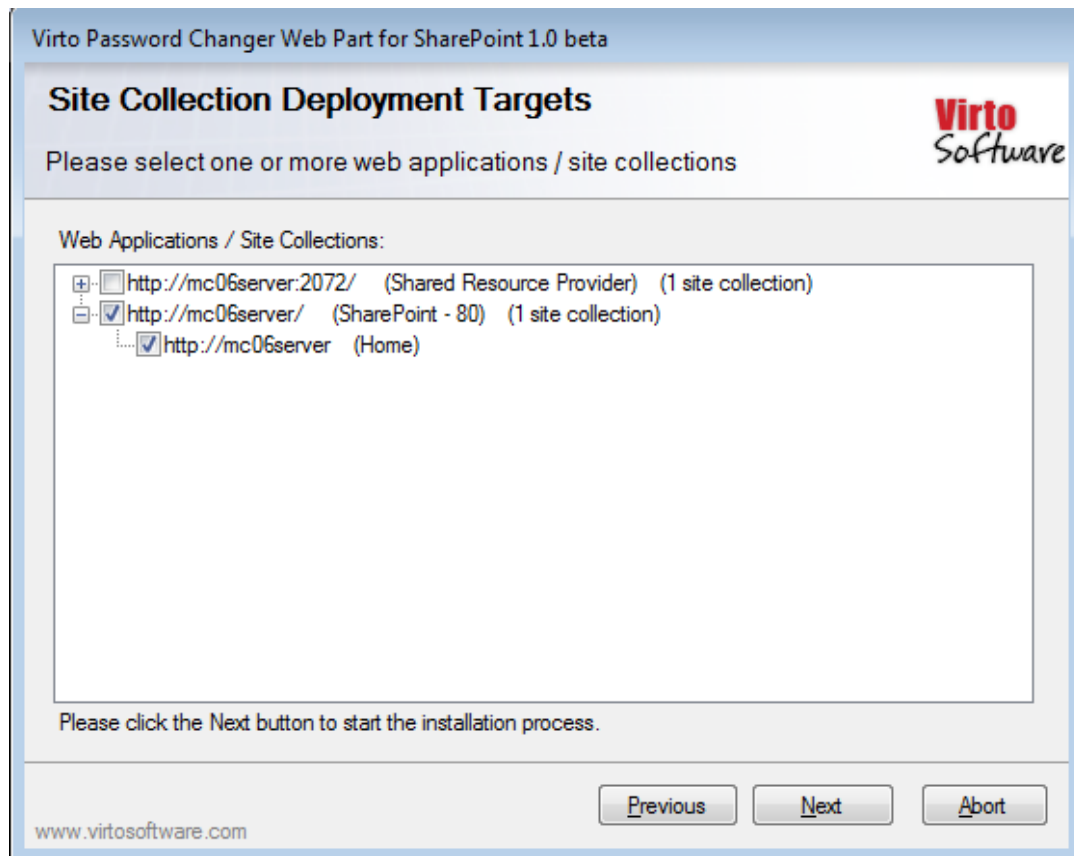 Virto Password Changer Web Part for SharePoint 1.0 beta
Site Collection Deployment Targets
Please select one or more web applications / site collections
Virto
Software
Web Applications / Site Collections:
http://mc06server:2072/ (Shared Resource Provider) (1 site collection)
http://mc06server/ (SharePoint - 80) (1 site collection)
http://mc06server (Home)
Please click the Next button to start the installation process.
Previous Next Abort
www.virtosoftware.com